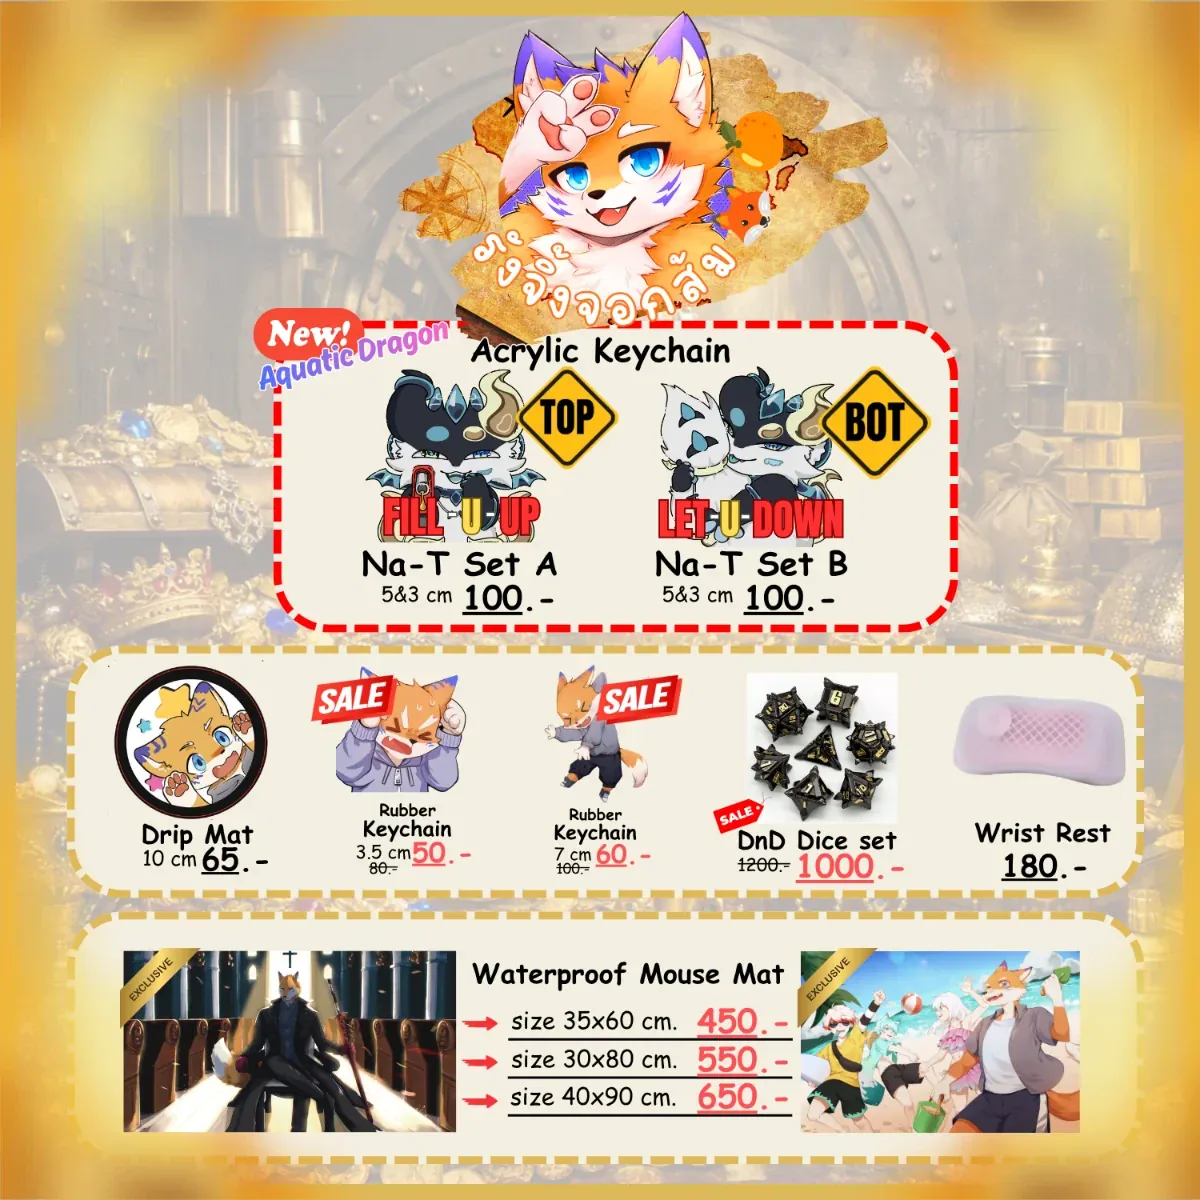 ติ๊งจิ้งจอกส้ม
New!
Aquatic Dragon
Acrylic Keychain
TOP
BOT
FILL-U-UP
LET-U-DOWN
Na-T Set A
5&3 cm 100.-
Na-T Set B
5&3 cm 100.-
SALE
SALE
SALE
Drip Mat
10 cm 65.-
Rubber
Keychain
3.5 cm 50.-
80.-
Rubber
Keychain
7 cm 60.-
100.-
DnD Dice set
1200.- 1000.-
Wrist Rest
180.-
EXCLUSIVE
EXCLUSIVE
Waterproof Mouse Mat
size 35x60 cm. 450.-
size 30x80 cm. 550.-
size 40x90 cm. 650.-